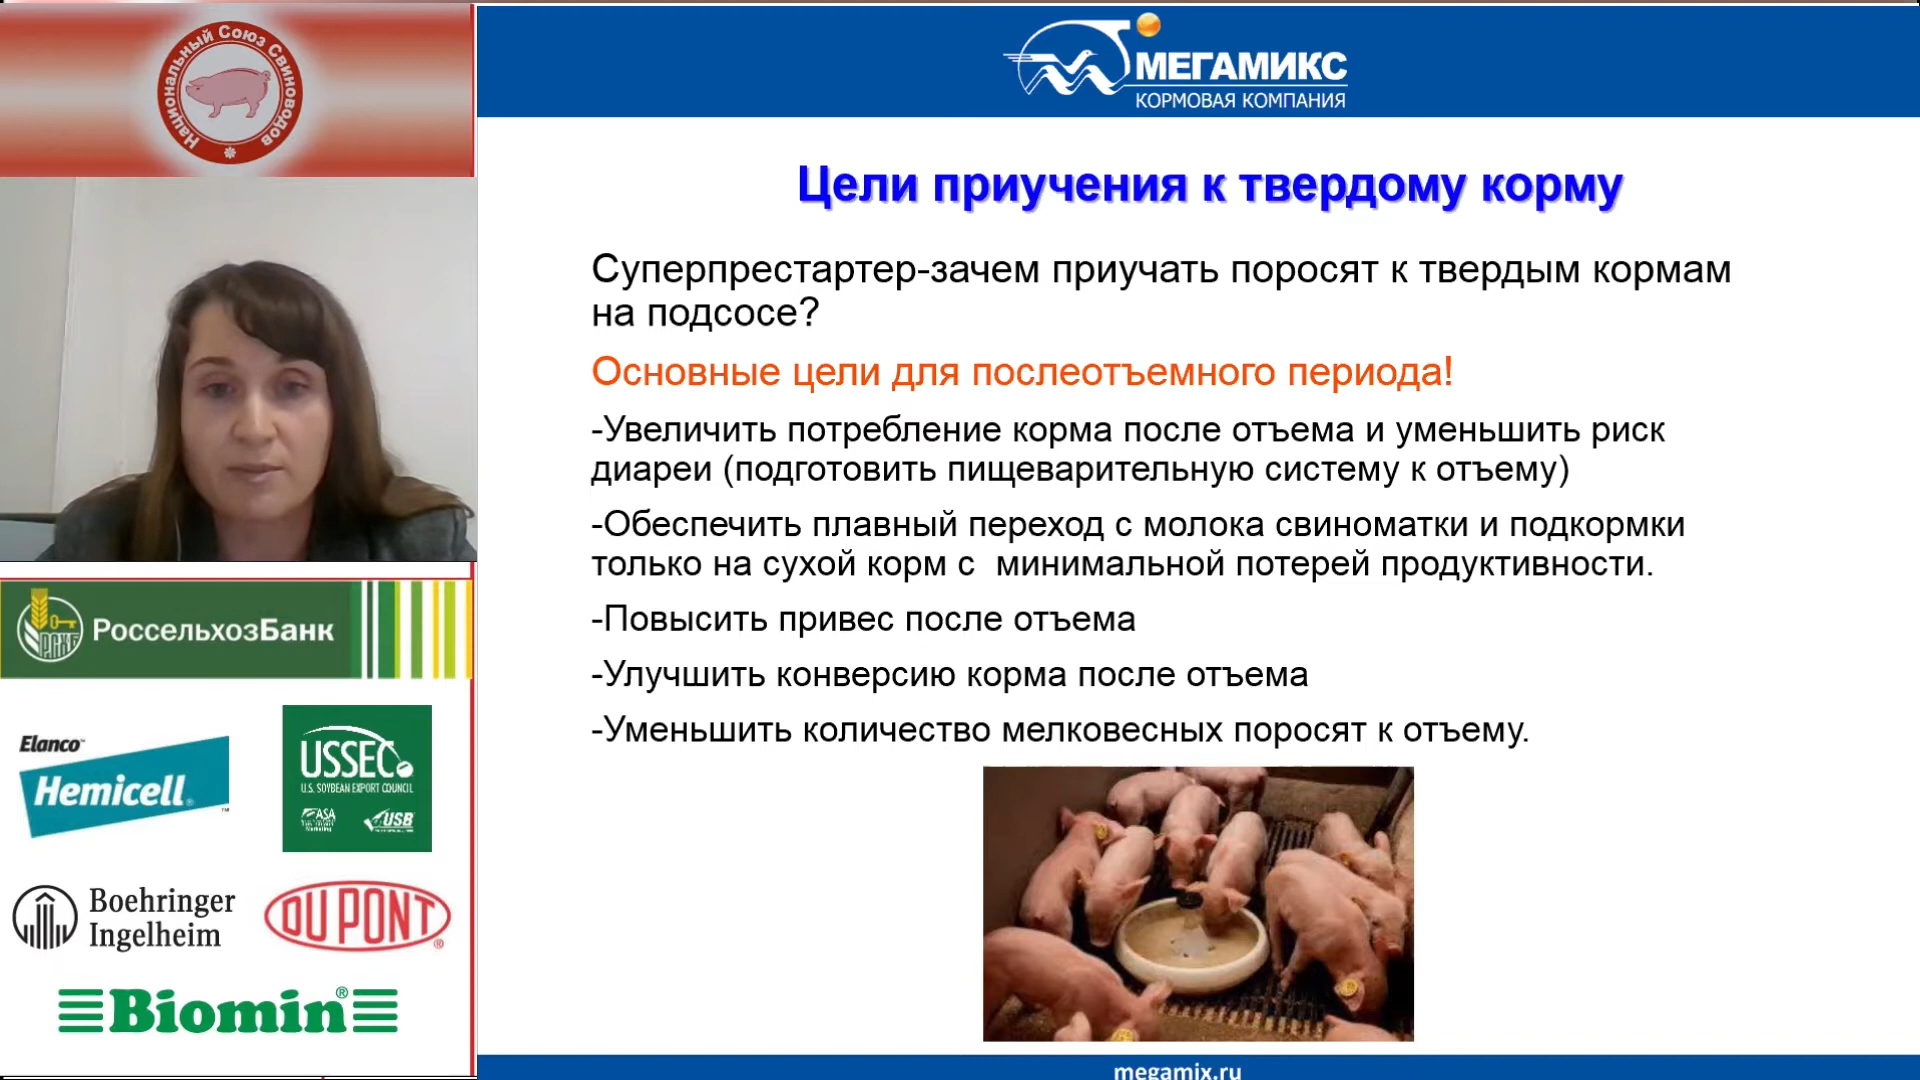 Национальный Союз Свиноводов
МЕГАМИКС
КОРМОВАЯ КОМПАНИЯ
Цели приучения к твердому корму
Суперпрестартер-зачем приучать поросят к твердым кормам
на подсосе?
Основные цели для послеотъемного периода!
-Увеличить потребление корма после отъема и уменьшить риск
диареи (подготовить пищеварительную систему к отъему)
-Обеспечить плавный переход с молока свиноматки и подкормки
только на сухой корм с  минимальной потерей продуктивности.
-Повысить привес после отъема
-Улучшить конверсию корма после отъема
-Уменьшить количество мелковесных поросят к отъему.
РСХБ
РоссельхозБанк
Elanco™
Hemicell®
™
USSEC
U.S. SOYBEAN EXPORT COUNCIL
ASA
USB
Boehringer
Ingelheim
DUPONT®
Biomin®
megamix.ru